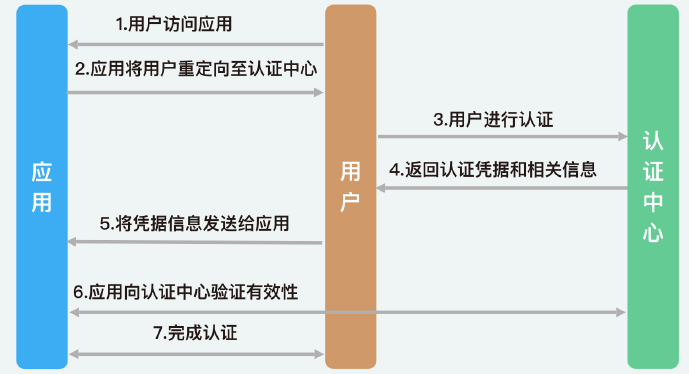 1.用户访问应用
2.应用将用户重定向至认证中心
3.用户进行认证
4.返回认证凭据和相关信息
5.将凭据信息发送给应用
6.应用向认证中心验证有效性
7.完成认证
应用
用户
认证中心